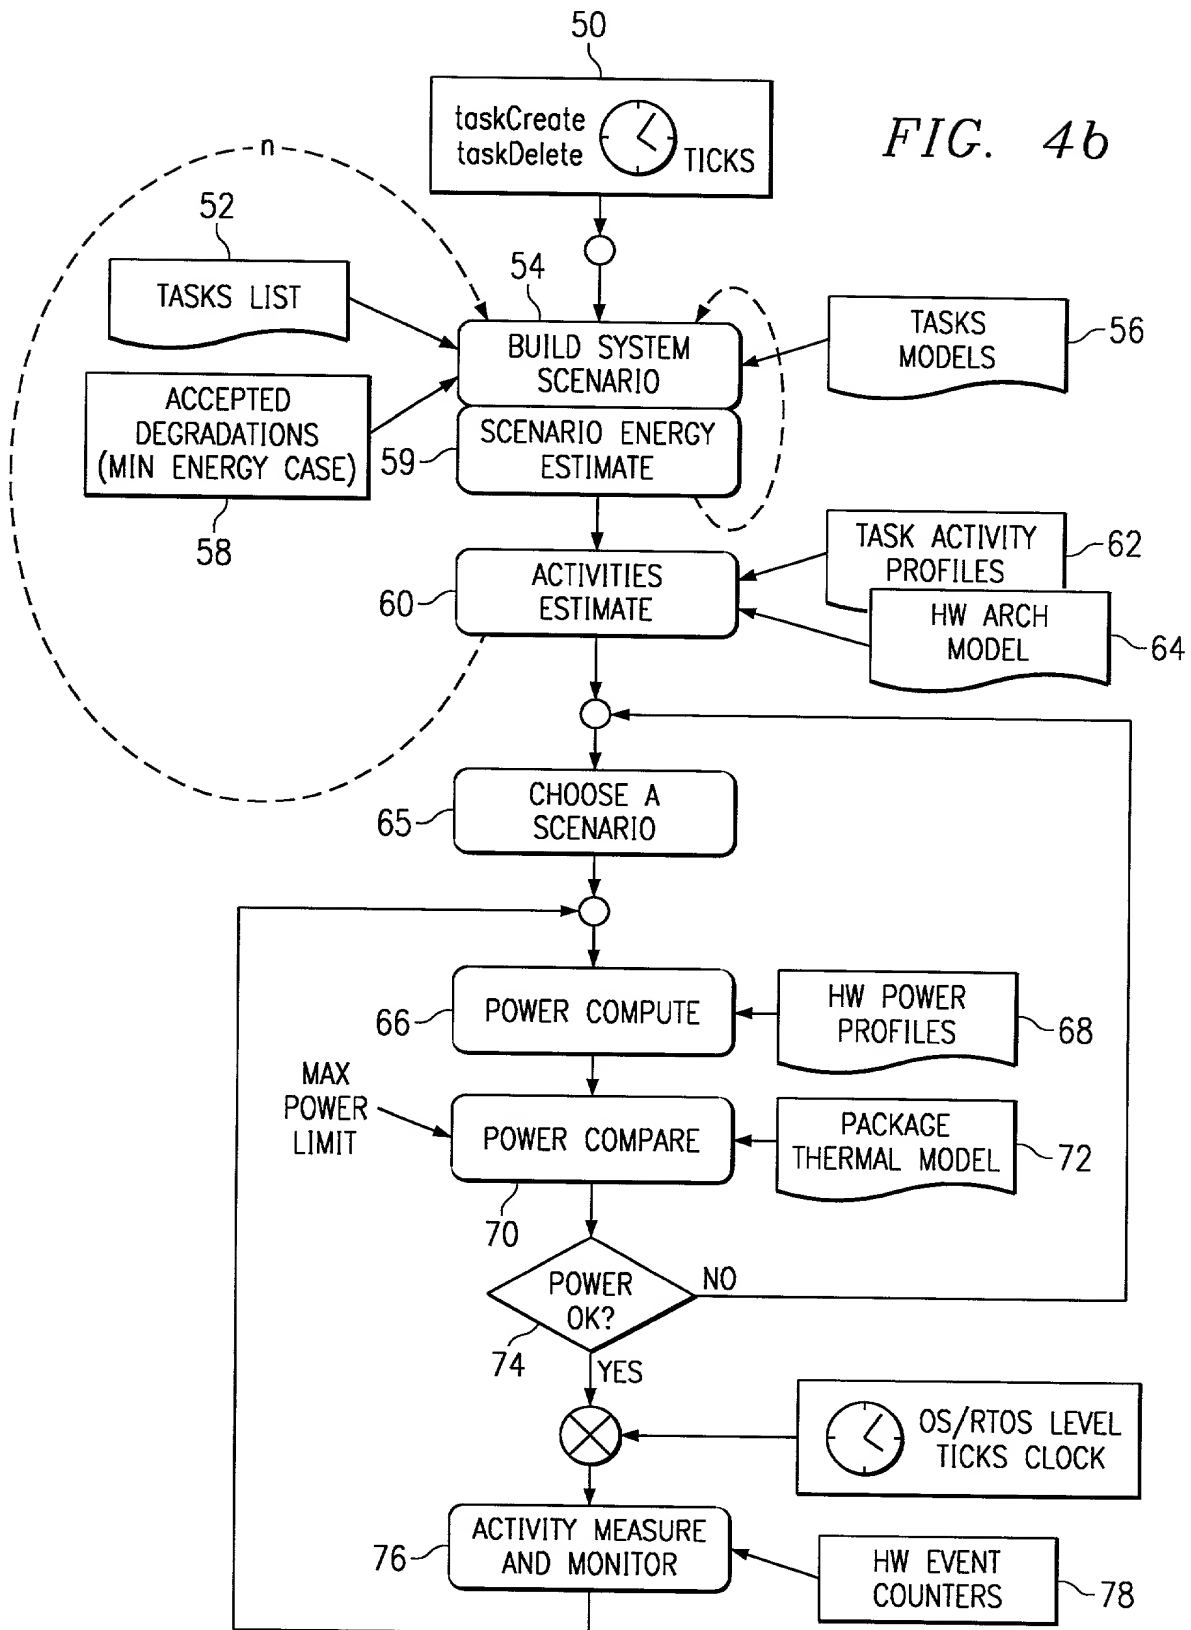 50
taskCreate
taskDelete
TICKS
FIG. 4b
n
52
TASKS LIST
54
BUILD SYSTEM
SCENARIO
TASKS
MODELS
56
ACCEPTED
DEGRADATIONS
(MIN ENERGY CASE)
58
59
SCENARIO ENERGY
ESTIMATE
60
ACTIVITIES
ESTIMATE
TASK ACTIVITY
PROFILES
62
HW ARCH
MODEL
64
65
CHOOSE A
SCENARIO
66
POWER COMPUTE
HW POWER
PROFILES
68
MAX
POWER
LIMIT
POWER COMPARE
70
PACKAGE
THERMAL MODEL
72
POWER
OK?
74
NO
YES
OS/RTOS LEVEL
TICKS CLOCK
76
ACTIVITY MEASURE
AND MONITOR
HW EVENT
COUNTERS
78